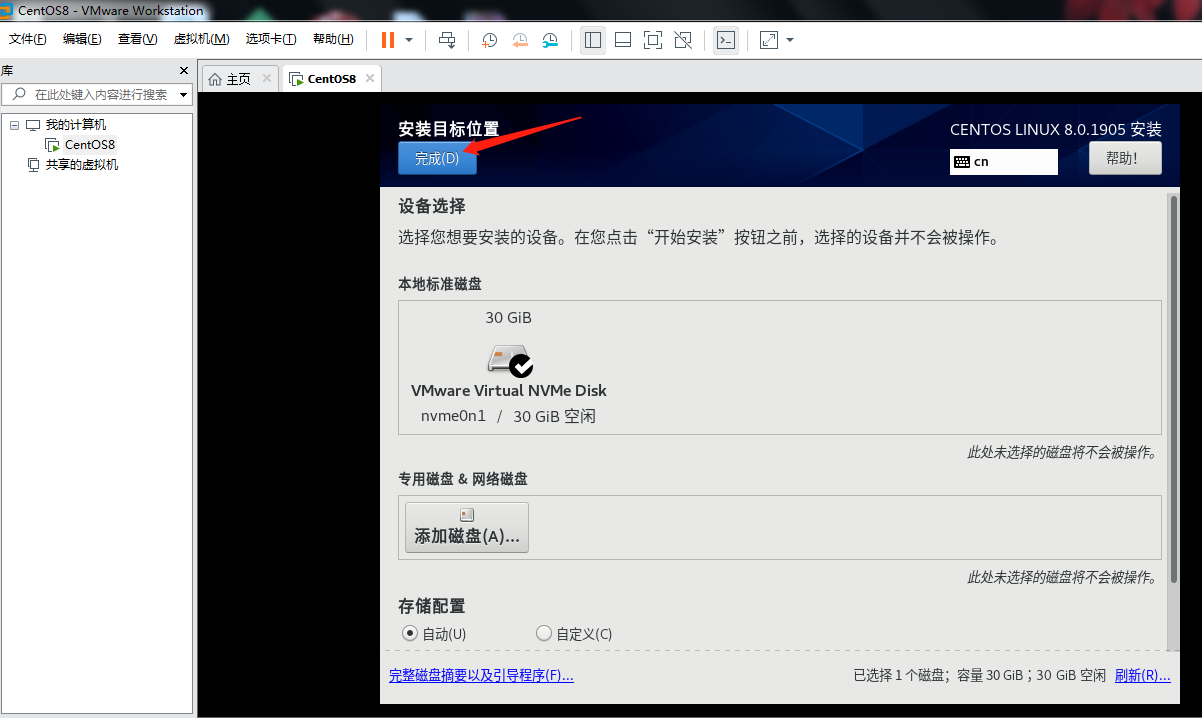 CentOS8 - VMware Workstation
文件(F) 编辑(E) 查看(V) 虚拟机(M) 选项卡(T) 帮助(H)
库
在此处键入内容进行搜索
我的计算机
CentOS8
共享的虚拟机
主页 CentOS8
安装目标位置
完成(D)
CENTOS LINUX 8.0.1905 安装
cn
帮助！
设备选择
选择您想要安装的设备。在您点击“开始安装”按钮之前，选择的设备并不会被操作。
本地标准磁盘
30 GiB
VMware Virtual NVMe Disk
nvme0n1 / 30 GiB 空闲
此处未选择的磁盘将不会被操作。
专用磁盘 & 网络磁盘
添加磁盘(A)...
此处未选择的磁盘将不会被操作。
存储配置
自动(U) 自定义(C)
完整磁盘摘要以及引导程序(F)...
已选择 1 个磁盘；容量 30 GiB；30 GiB 空闲 刷新(R)...